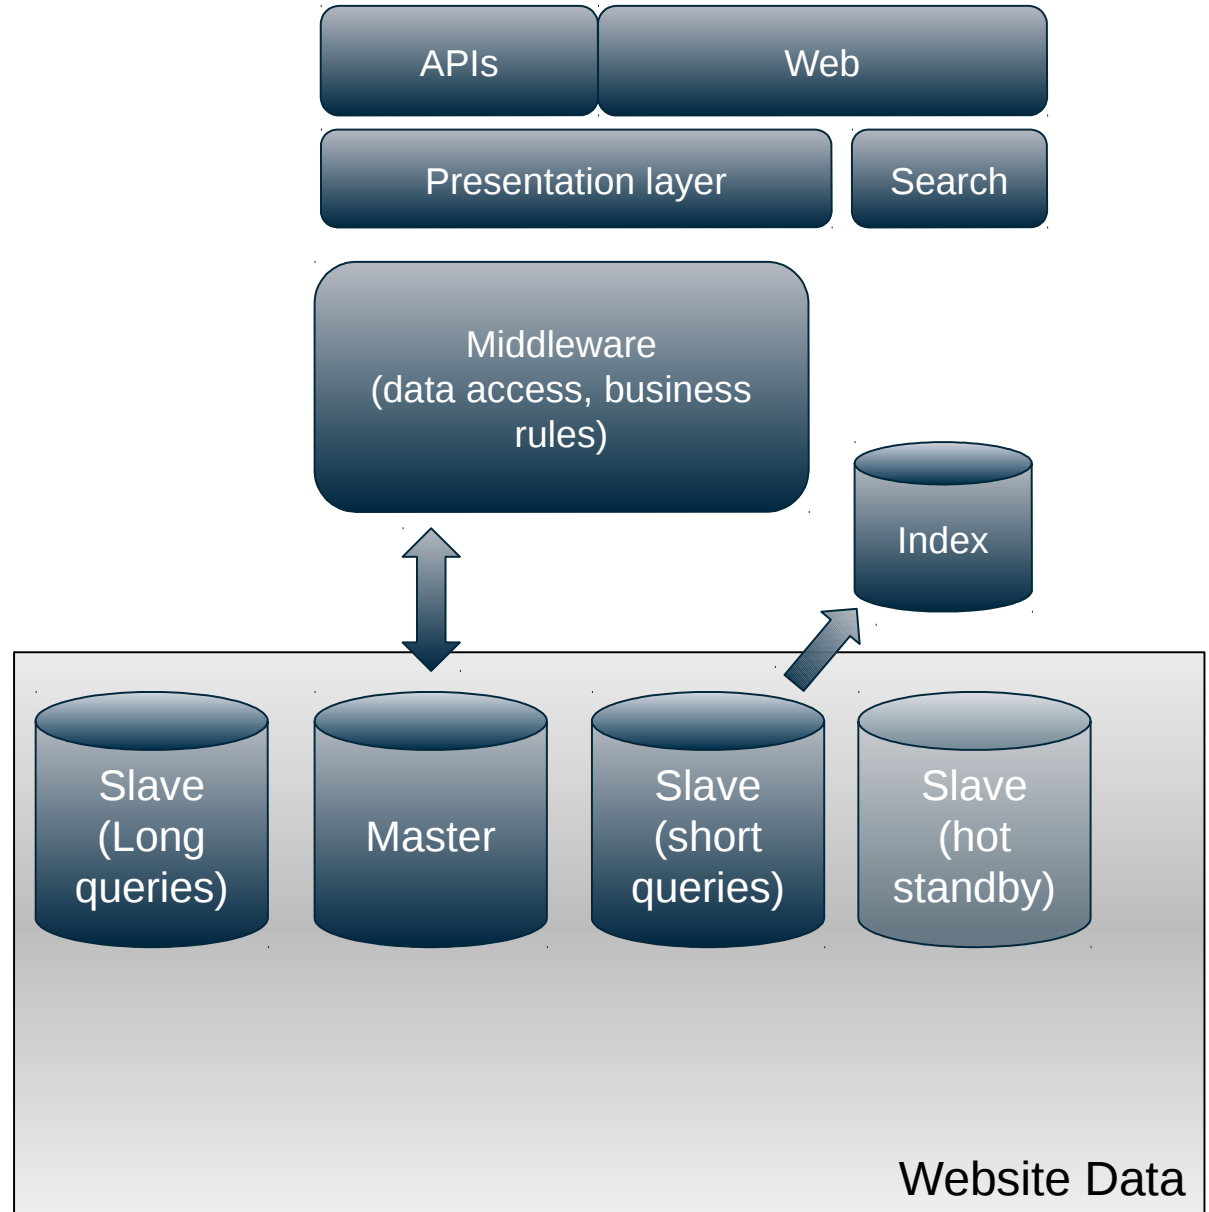 APIs
Web
Presentation layer
Search
Middleware
(data access, business
rules)
Index
Slave
(Long
queries)
Master
Slave
(short
queries)
Slave
(hot
standby)
Website Data